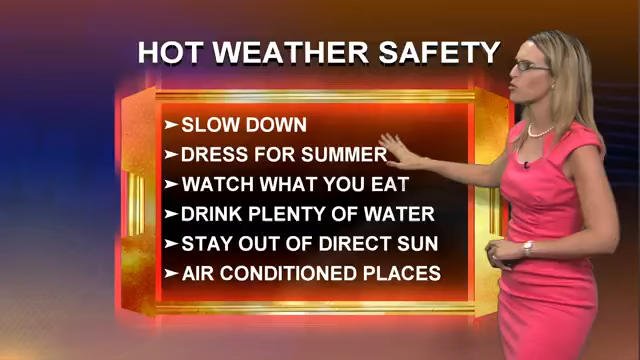 HOT WEATHER SAFETY
➢SLOW DOWN
➢DRESS FOR SUMMER
➢WATCH WHAT YOU EAT
➢DRINK PLENTY OF WATER
➢STAY OUT OF DIRECT SUN
➢AIR CONDITIONED PLACES